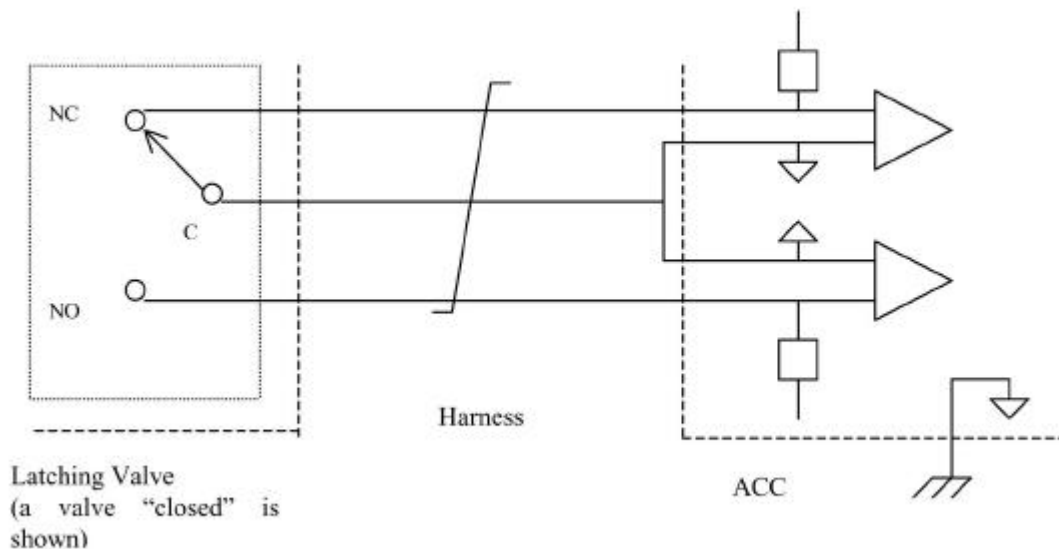 NC
C
NO
Harness
ACC
Latching Valve
(a valve “closed” is
shown)